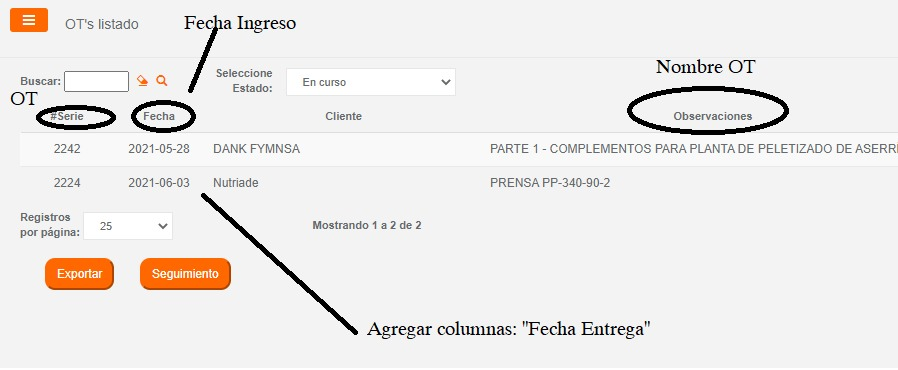 OT's listado
Fecha Ingreso
Seleccione
Estado:
En curso
Nombre OT
Buscar:
OT
#Serie Fecha Cliente Observaciones
2242 2021-05-28 DANK FYMNSA PARTE 1 - COMPLEMENTOS PARA PLANTA DE PELETIZADO DE ASERRI
2224 2021-06-03 Nutriade PRENSA PP-340-90-2
Registros
por página:
25
Mostrando 1 a 2 de 2
Exportar Seguimiento
Agregar columnas: "Fecha Entrega"